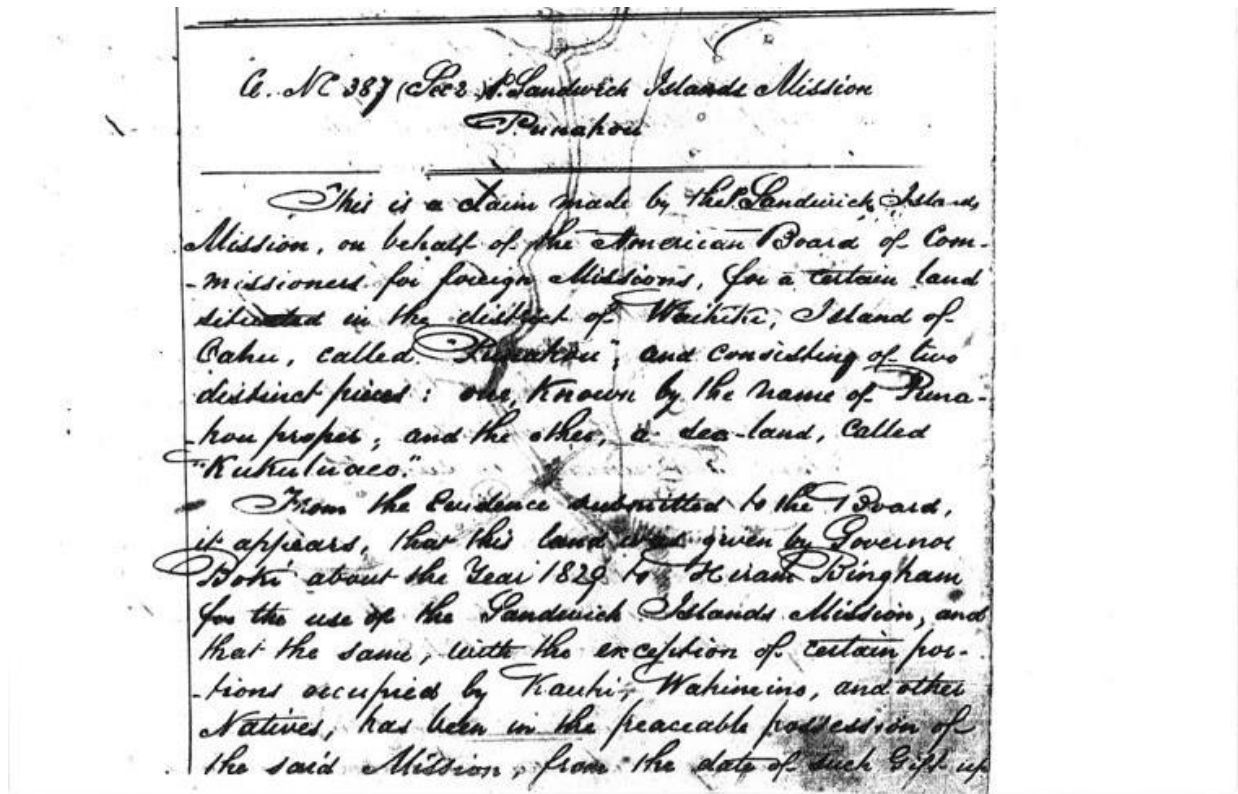 C. No 387 (Sec 2) P. Sandwich Islands Mission
Punahou
This is a claim made by the P. Sandwich Islands
Mission, on behalf of the American Board of Com-
-missioners for foreign Missions, for a certain land
situated in the district of Waikiki, Island of
Oahu, called "Punahou", and consisting of two
distinct pieces: one, Known by the name of Puna-
-hou proper; and the other, a sea-land, called
"Kukuluaeo."
From the Evidence submitted to the Board,
it appears, that this land was given by Governor
Boki about the Year 1829 to Hiram Bingham
for the use of the Sandwich Islands Mission, and
that the same, with the exception of certain por-
-tions occupied by Kauhi, Wahineino, and other
Natives, has been in the peaceable possession of
the said Mission, from the date of such Gift up